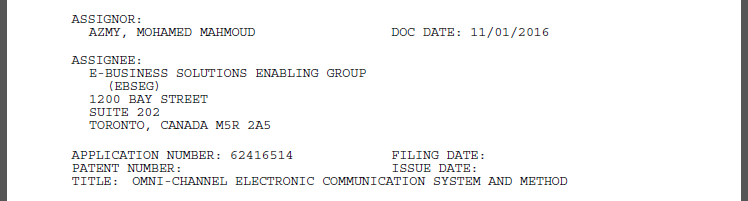 ASSIGNOR:
AZMY, MOHAMED MAHMOUD DOC DATE: 11/01/2016
ASSIGNEE:
E-BUSINESS SOLUTIONS ENABLING GROUP
(EBSEG)
1200 BAY STREET
SUITE 202
TORONTO, CANADA M5R 2A5
APPLICATION NUMBER: 62416514 FILING DATE:
PATENT NUMBER: ISSUE DATE:
TITLE: OMNI-CHANNEL ELECTRONIC COMMUNICATION SYSTEM AND METHOD